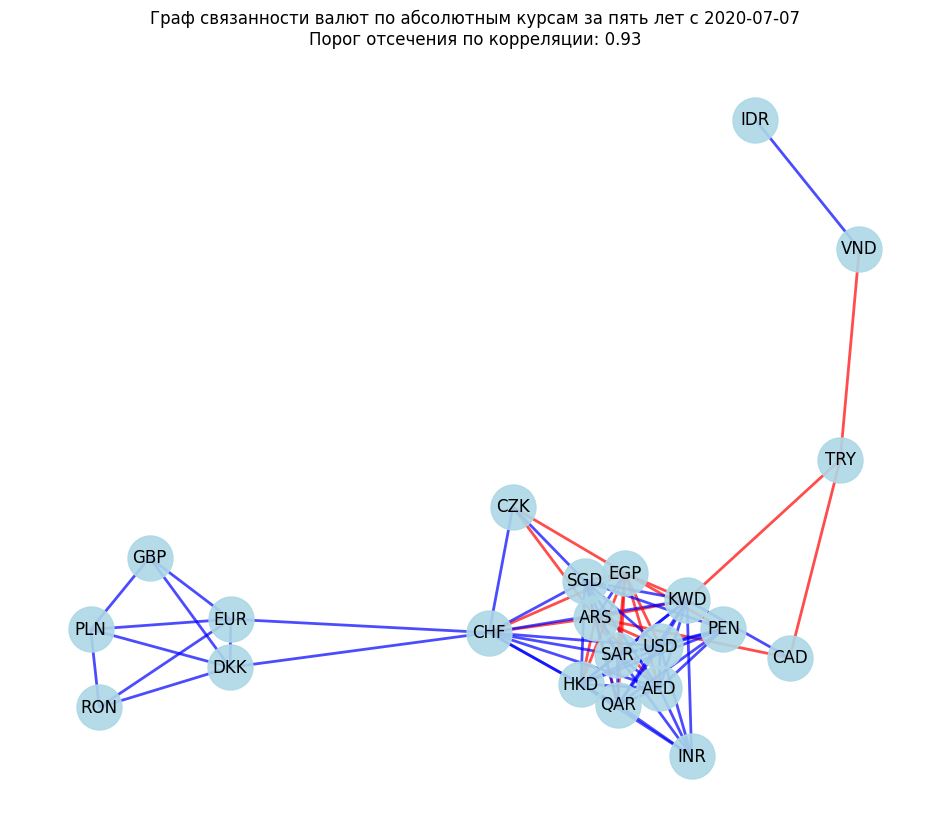 Граф связанности валют по абсолютным курсам за пять лет с 2020-07-07
Порог отсечения по корреляции: 0.93
IDR
VND
TRY
CZK
GBP
EGP
SGD
KWD
ARS
EUR
PEN
PLN
CHF
USD
SAR
CAD
DKK
HKD
AED
QAR
RON
INR